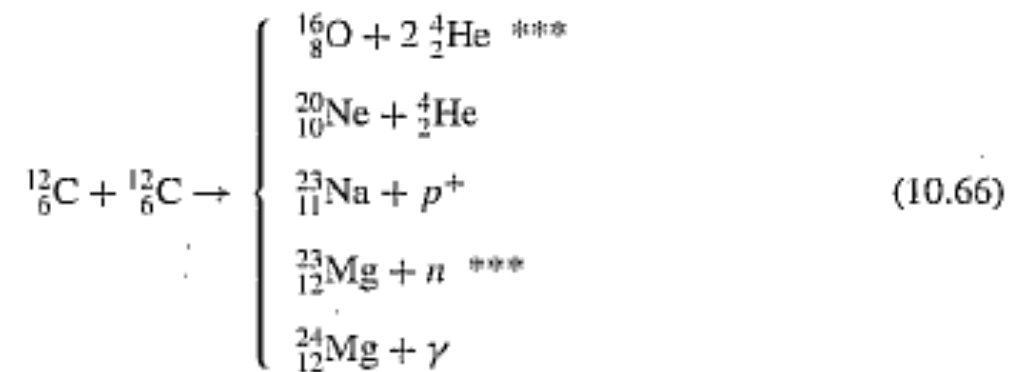 ¹⁶₈O + 2 ⁴₂He ***
²⁰₁₀Ne + ⁴₂He
¹²₆C + ¹²₆C → { ²³₁₁Na + p⁺ (10.66)
²³₁₂Mg + n ***
²⁴₁₂Mg + γ